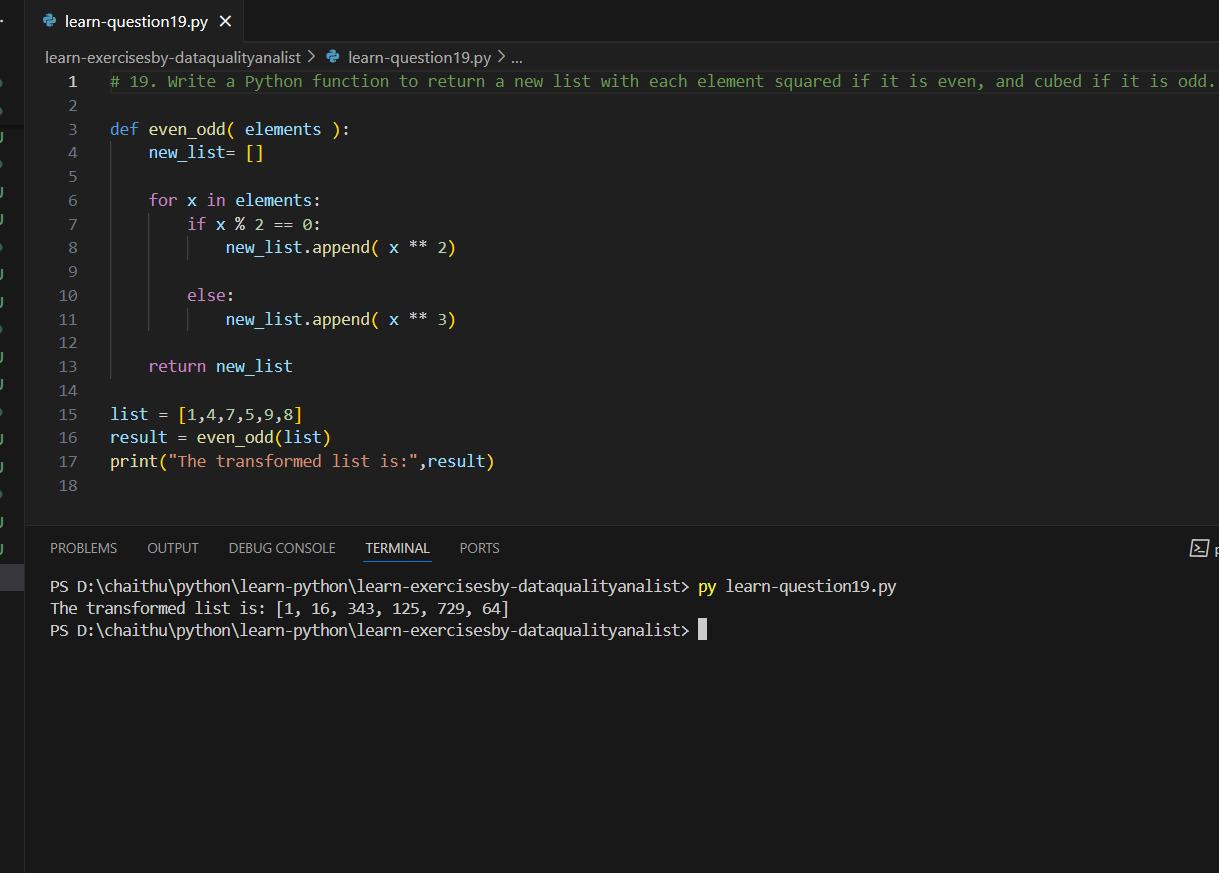 learn-question19.py
learn-exercisesby-dataqualityanalist > learn-question19.py > ...
1 # 19. Write a Python function to return a new list with each element squared if it is even, and cubed if it is odd.
2
3 def even_odd( elements ):
4     new_list= []
5
6     for x in elements:
7         if x % 2 == 0:
8             new_list.append( x ** 2)
9
10         else:
11             new_list.append( x ** 3)
12
13     return new_list
14
15 list = [1,4,7,5,9,8]
16 result = even_odd(list)
17 print("The transformed list is:",result)
18
PROBLEMS OUTPUT DEBUG CONSOLE TERMINAL PORTS
PS D:\chaithu\python\learn-python\learn-exercisesby-dataqualityanalist> py learn-question19.py
The transformed list is: [1, 16, 343, 125, 729, 64]
PS D:\chaithu\python\learn-python\learn-exercisesby-dataqualityanalist>